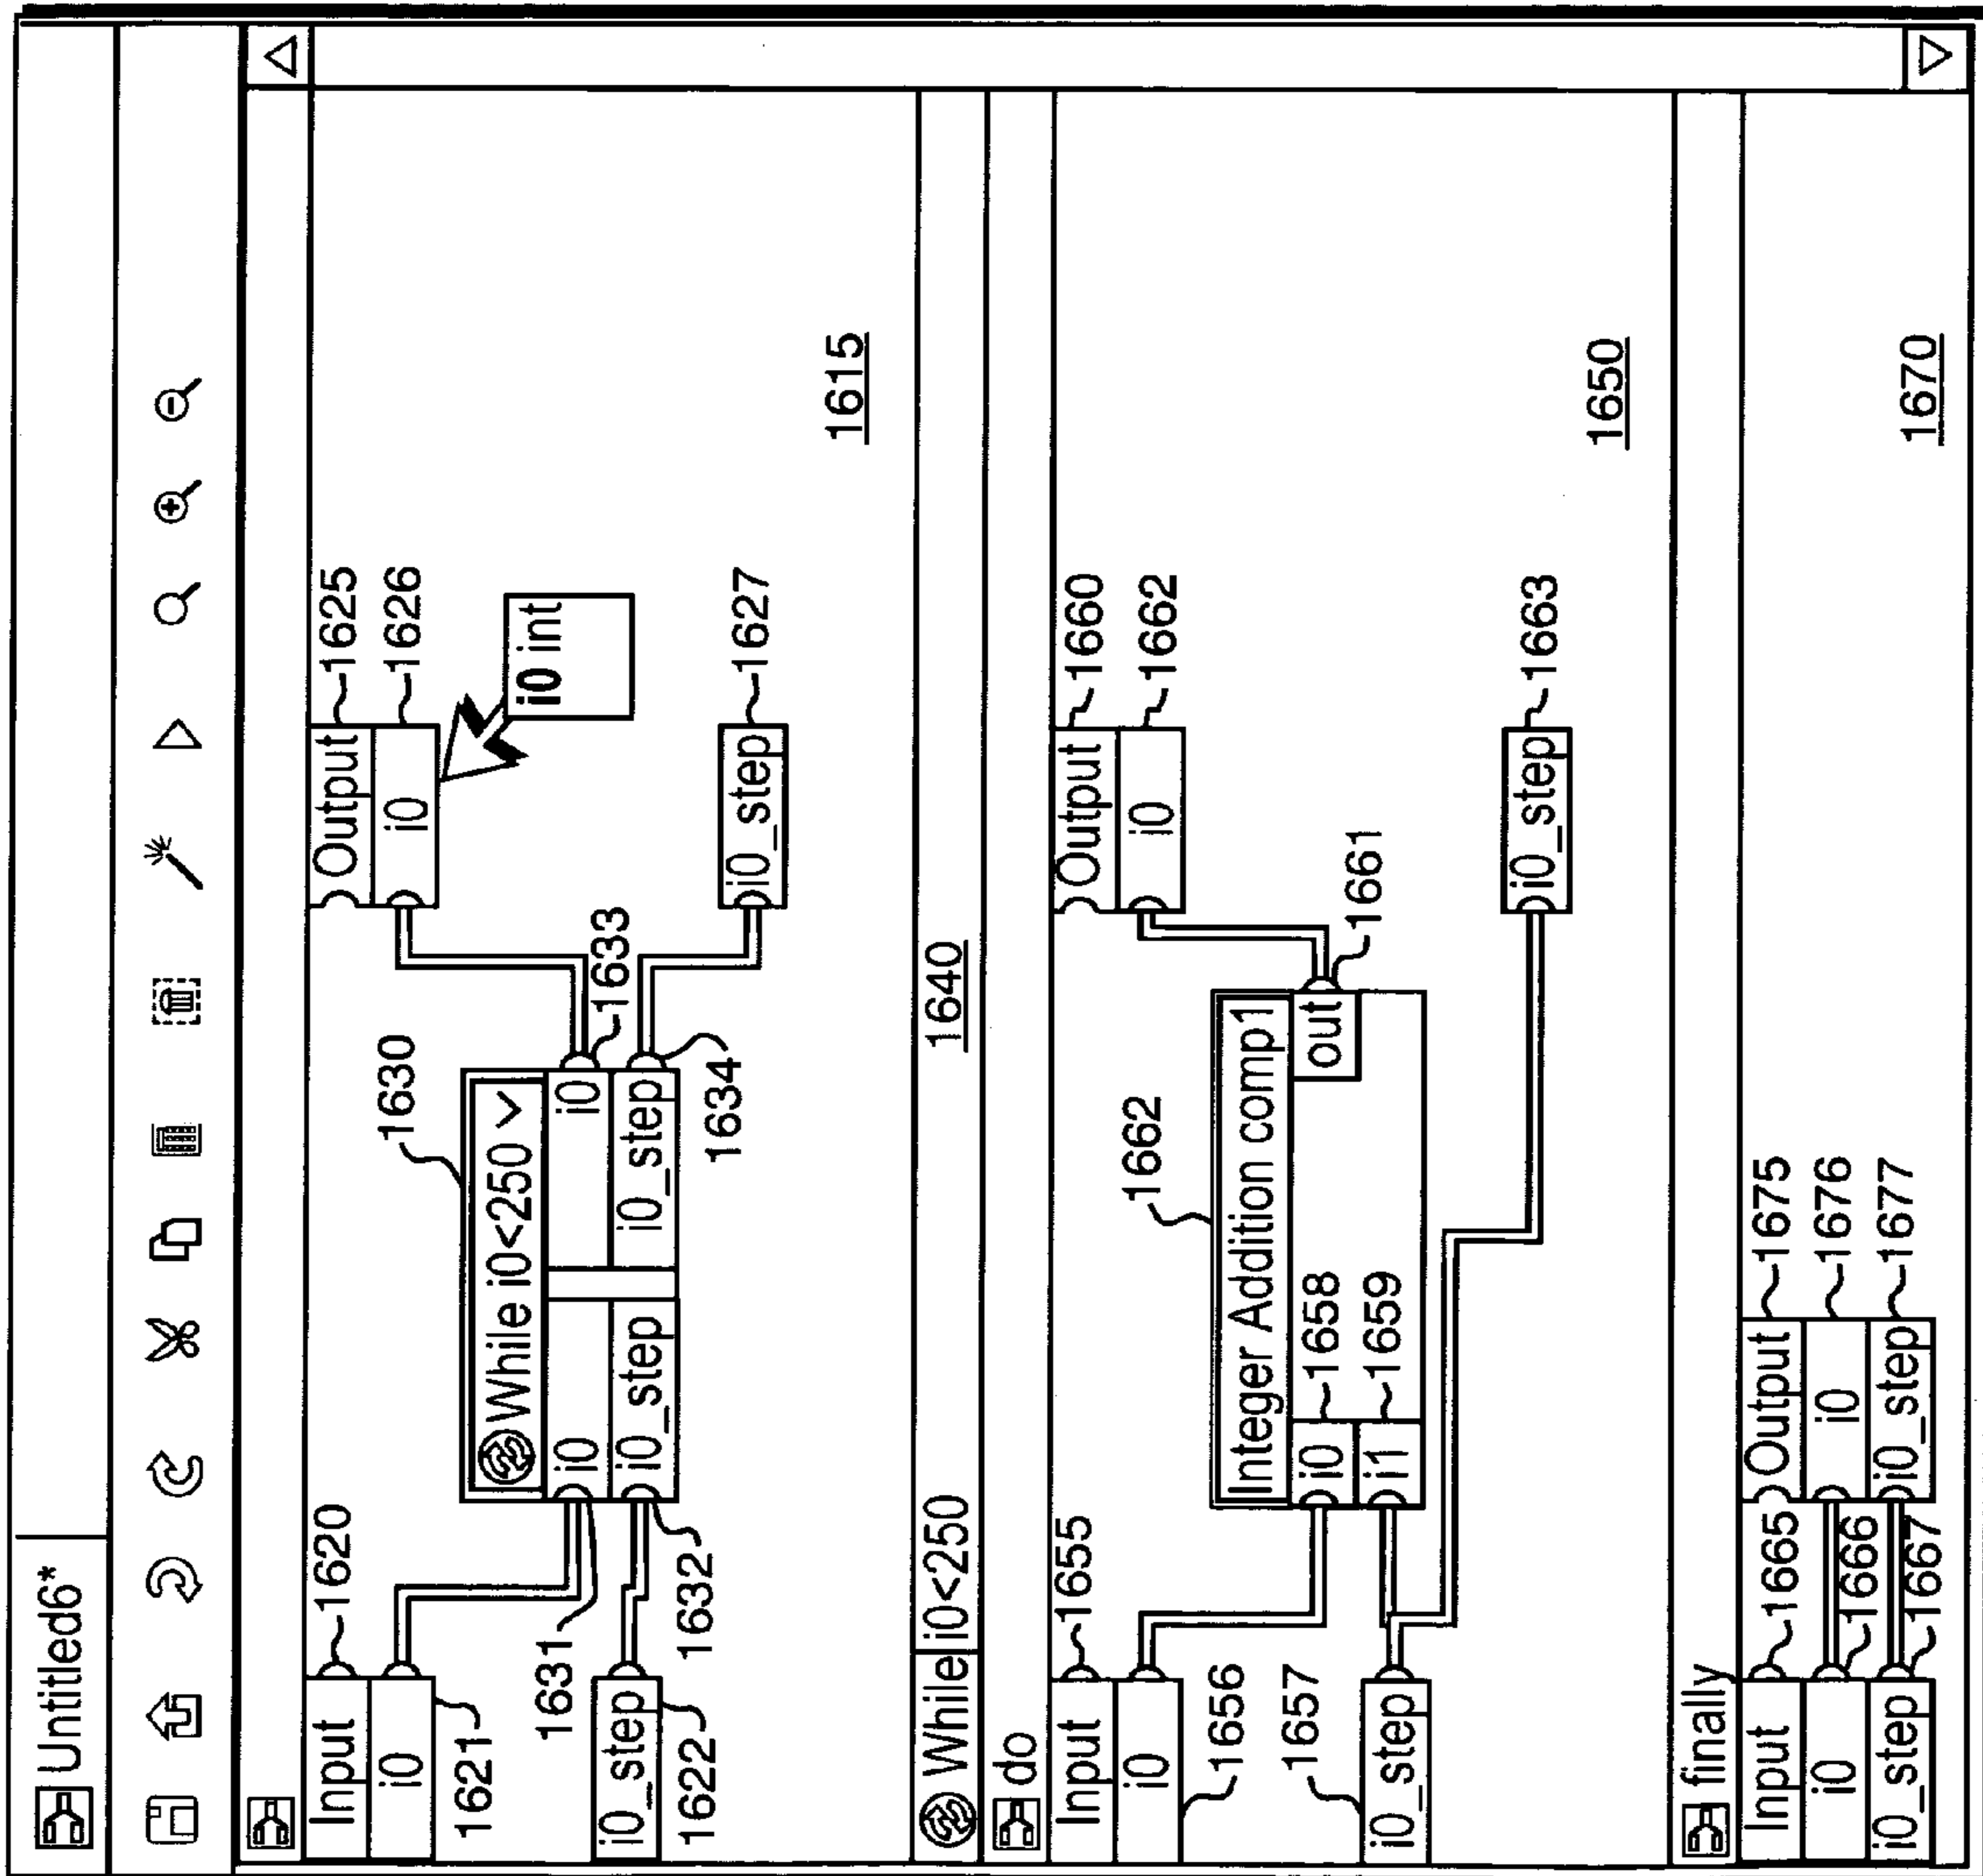 Untitled6*
Input
1620
i0
1621
i0_step
1622
1630
While i0<250
i0
i0
i0_step
i0_step
1631
1632
1633
1634
Output
1625
i0
1626
i0 int
i0_step
1627
1615
While
i0<250
1640
do
Input
1655
i0
1656
1657
i0_step
1662
Integer Addition comp1
i0
1658
out
1661
i1
1659
Output
1660
i0
1662
i0_step
1663
1650
finally
Input
1665
Output
1675
i0
1666
i0
1676
i0_step
1667
i0_step
1677
1670